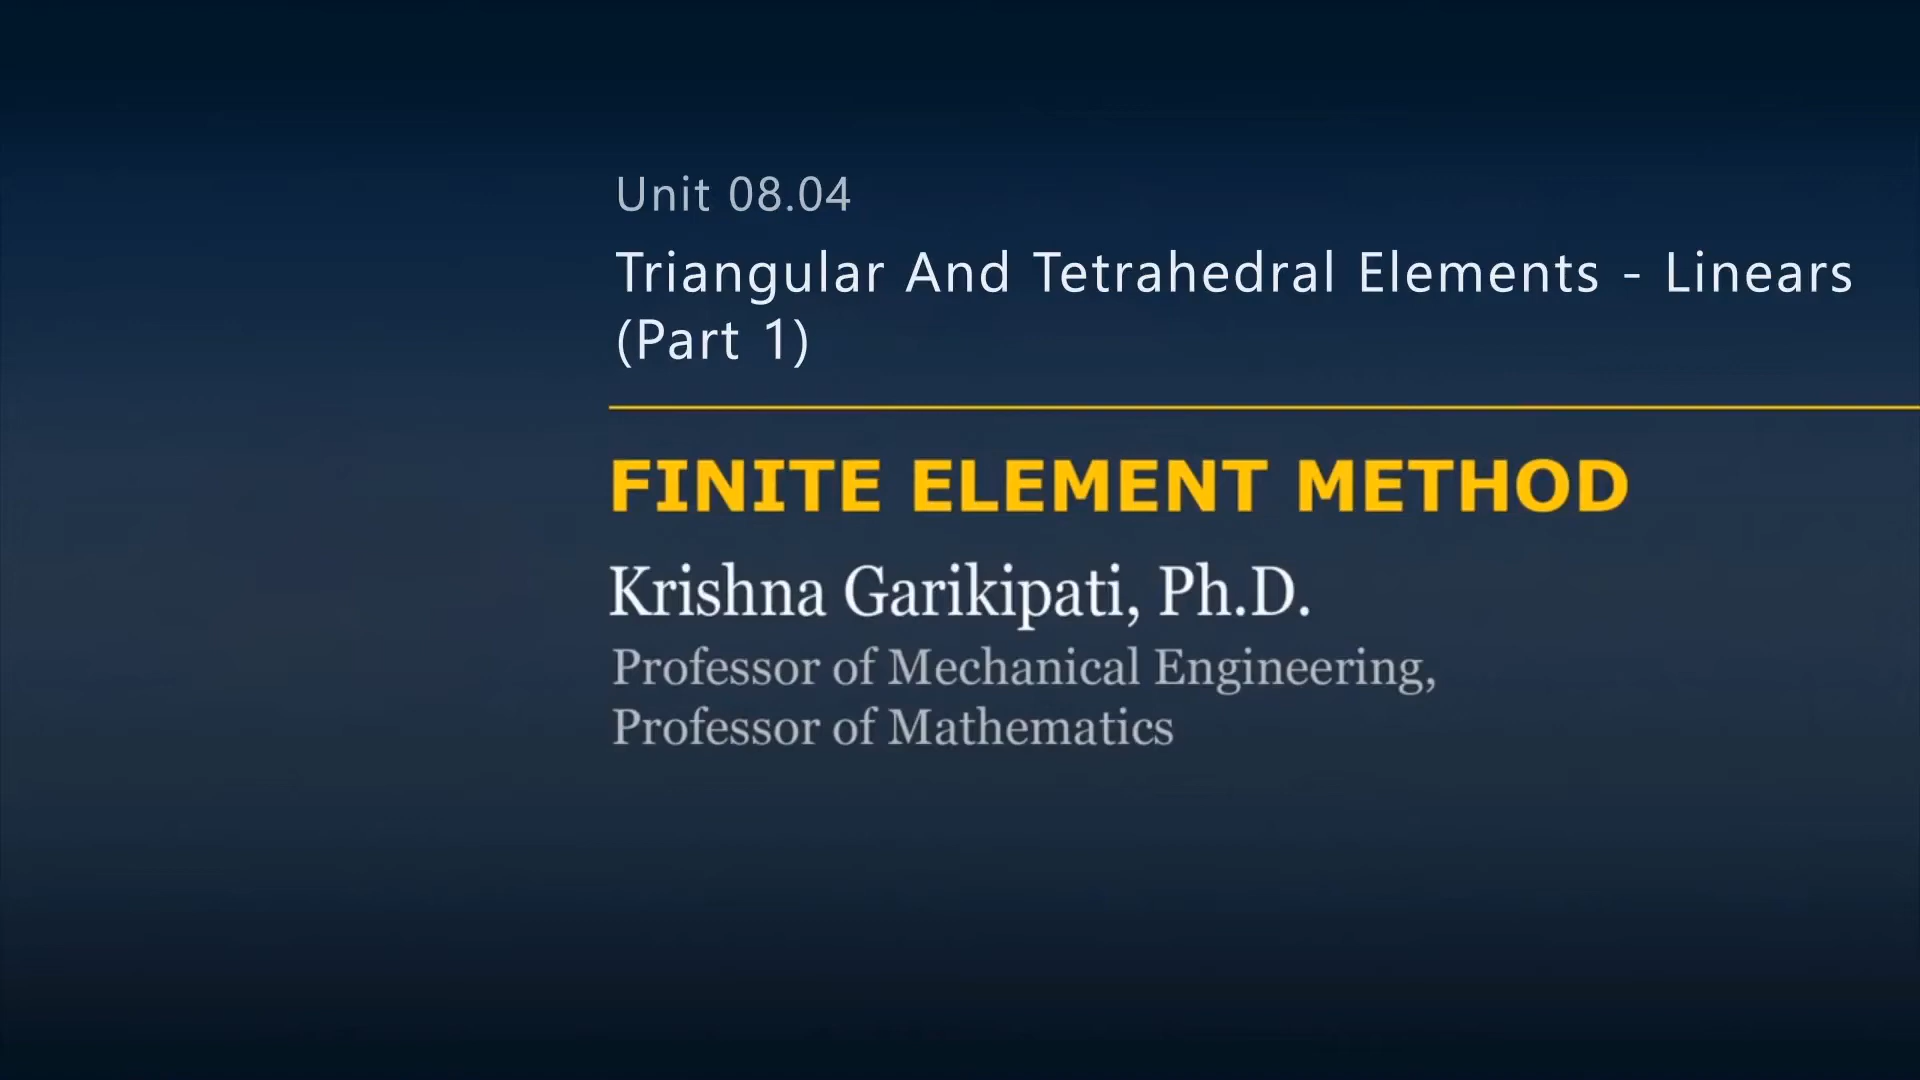 Unit 08.04
Triangular And Tetrahedral Elements - Linears
(Part 1)
FINITE ELEMENT METHOD
Krishna Garikipati, Ph.D.
Professor of Mechanical Engineering,
Professor of Mathematics